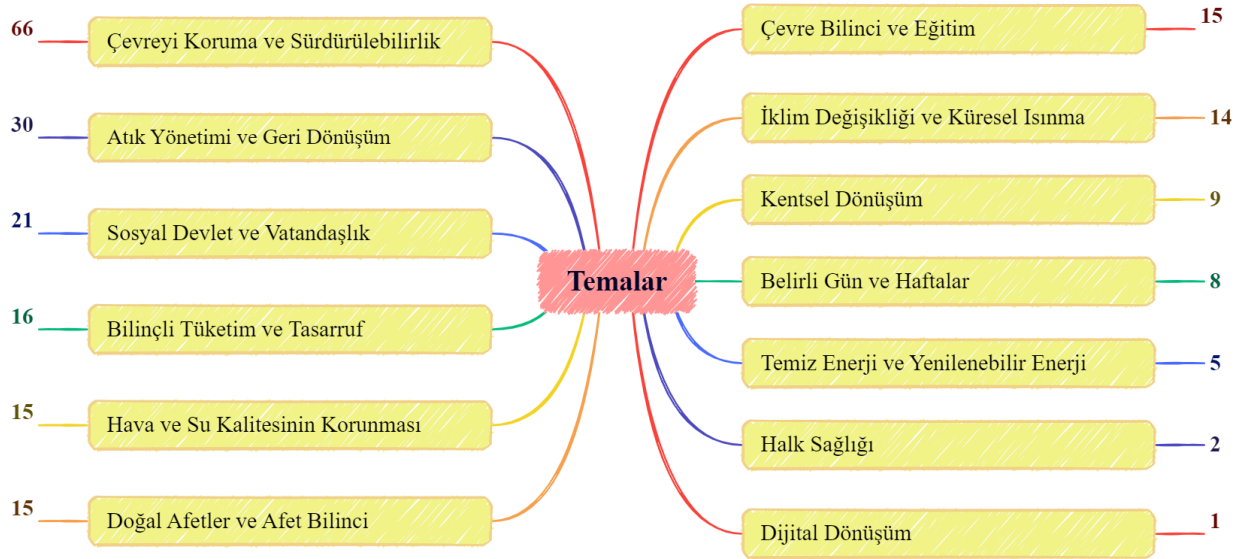 66
Çevreyi Koruma ve Sürdürülebilirlik
30
Atık Yönetimi ve Geri Dönüşüm
21
Sosyal Devlet ve Vatandaşlık
16
Bilinçli Tüketim ve Tasarruf
15
Hava ve Su Kalitesinin Korunması
15
Doğal Afetler ve Afet Bilinci
Temalar
Çevre Bilinci ve Eğitim
15
İklim Değişikliği ve Küresel Isınma
14
Kentsel Dönüşüm
9
Belirli Gün ve Haftalar
8
Temiz Enerji ve Yenilenebilir Enerji
5
Halk Sağlığı
2
Dijital Dönüşüm
1